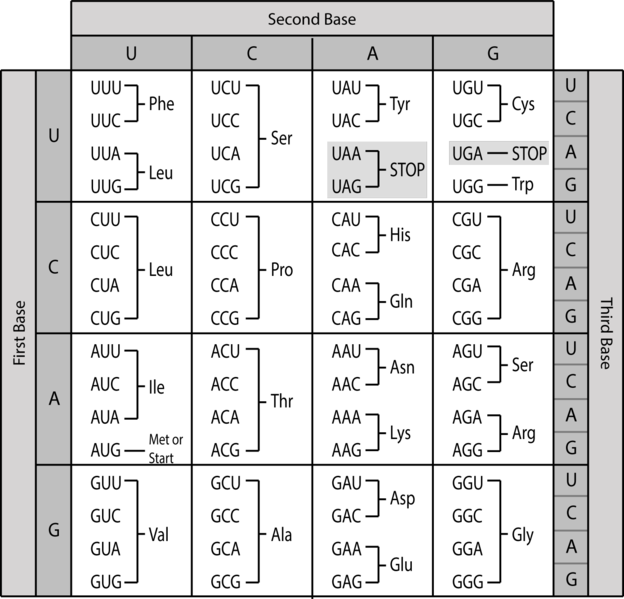 Second Base
U C A G
First Base
Third Base
U
UUU UCU UAU UGU U
Phe Tyr Cys
UUC UCC UAC UGC C
Ser
UUA UCA UAA UGA STOP A
Leu STOP
UUG UCG UAG UGG Trp G
C
CUU CCU CAU CGU U
His
CUC CCC CAC CGC C
Leu Pro Arg
CUA CCA CAA CGA A
Gln
CUG CCG CAG CGG G
A
AUU ACU AAU AGU U
Asn Ser
AUC Ile ACC AAC AGC C
Thr
AUA ACA AAA AGA A
Lys Arg
AUG Met or Start ACG AAG AGG G
G
GUU GCU GAU GGU U
Asp
GUC GCC GAC GGC C
Val Ala Gly
GUA GCA GAA GGA A
Glu
GUG GCG GAG GGG G